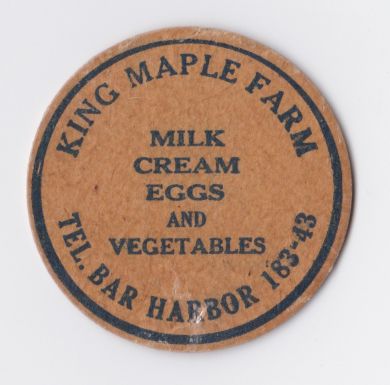 KING MAPLE FARM
MILK
CREAM
EGGS
AND
VEGETABLES
TEL. BAR HARBOR 183-43